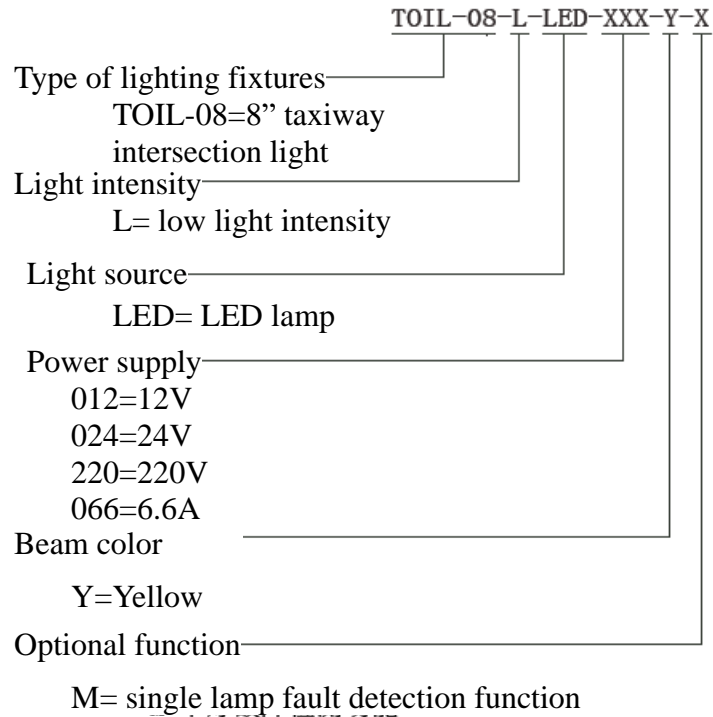 TOIL-08-L-LED-XXX-Y-X
Type of lighting fixtures
TOIL-08=8” taxiway
intersection light
Light intensity
L= low light intensity
Light source
LED= LED lamp
Power supply
012=12V
024=24V
220=220V
066=6.6A
Beam color
Y=Yellow
Optional function
M= single lamp fault detection function